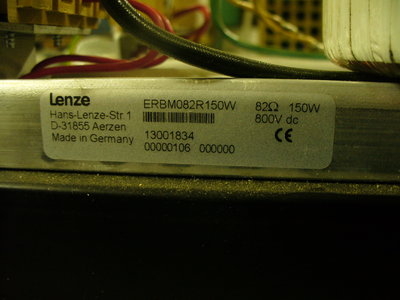 Lenze ERBM082R150W 82Ω 150W
Hans-Lenze-Str 1 800V dc
D-31855 Aerzen
Made in Germany 13001834 CE
00000106 000000